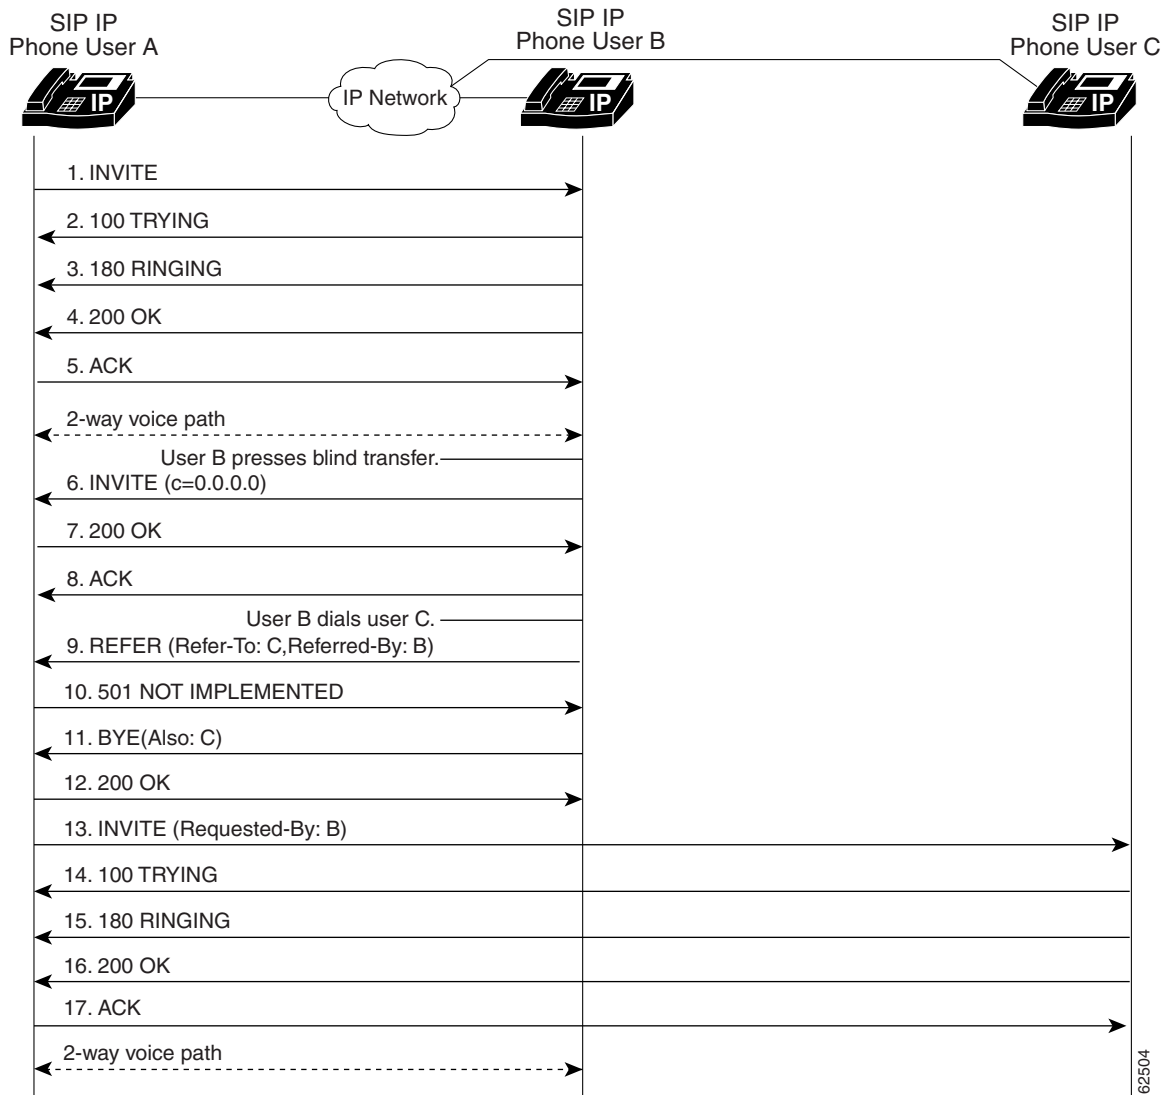 SIP IP
Phone User A
SIP IP
Phone User B
SIP IP
Phone User C
IP
IP Network
IP
IP
1. INVITE
2. 100 TRYING
3. 180 RINGING
4. 200 OK
5. ACK
2-way voice path
User B presses blind transfer.
6. INVITE (c=0.0.0.0)
7. 200 OK
8. ACK
User B dials user C.
9. REFER (Refer-To: C,Referred-By: B)
10. 501 NOT IMPLEMENTED
11. BYE(Also: C)
12. 200 OK
13. INVITE (Requested-By: B)
14. 100 TRYING
15. 180 RINGING
16. 200 OK
17. ACK
2-way voice path
62504